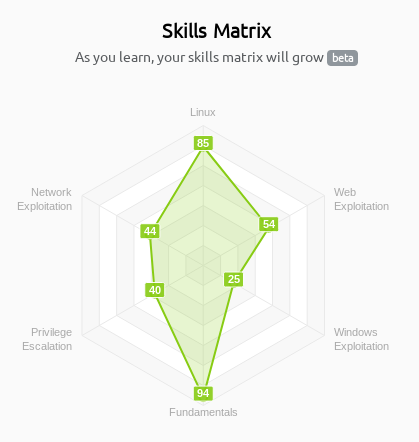 Skills Matrix
As you learn, your skills matrix will grow beta
Linux
85
Network
Exploitation
Web
Exploitation
44
54
40
25
Privilege
Escalation
Windows
Exploitation
94
Fundamentals